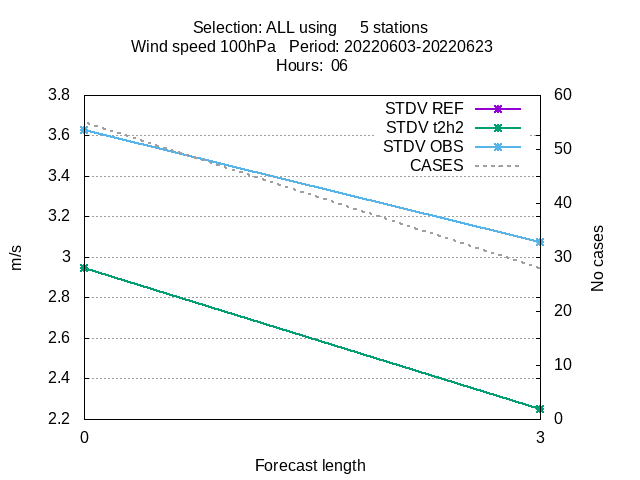 Selection: ALL using 5 stations
Wind speed 100hPa Period: 20220603-20220623
Hours: 06
STDV REF
STDV t2h2
STDV OBS
CASES
3.8
3.6
3.4
3.2
3
2.8
2.6
2.4
2.2
60
50
40
30
20
10
0
m/s
No cases
0
3
Forecast length